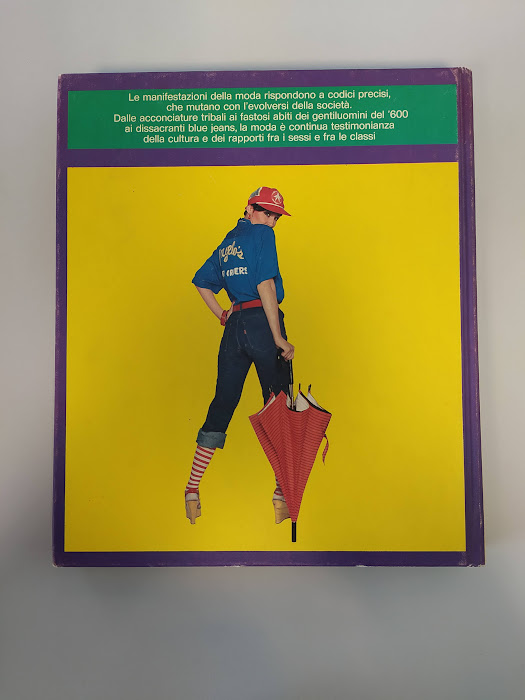 Le manifestazioni della moda rispondono a codici precisi,
che mutano con l'evolversi della società.
Dalle acconciature tribali ai fastosi abiti dei gentiluomini del '600
ai dissacranti blue jeans, la moda è continua testimonianza
della cultura e dei rapporti fra i sessi e fra le classi